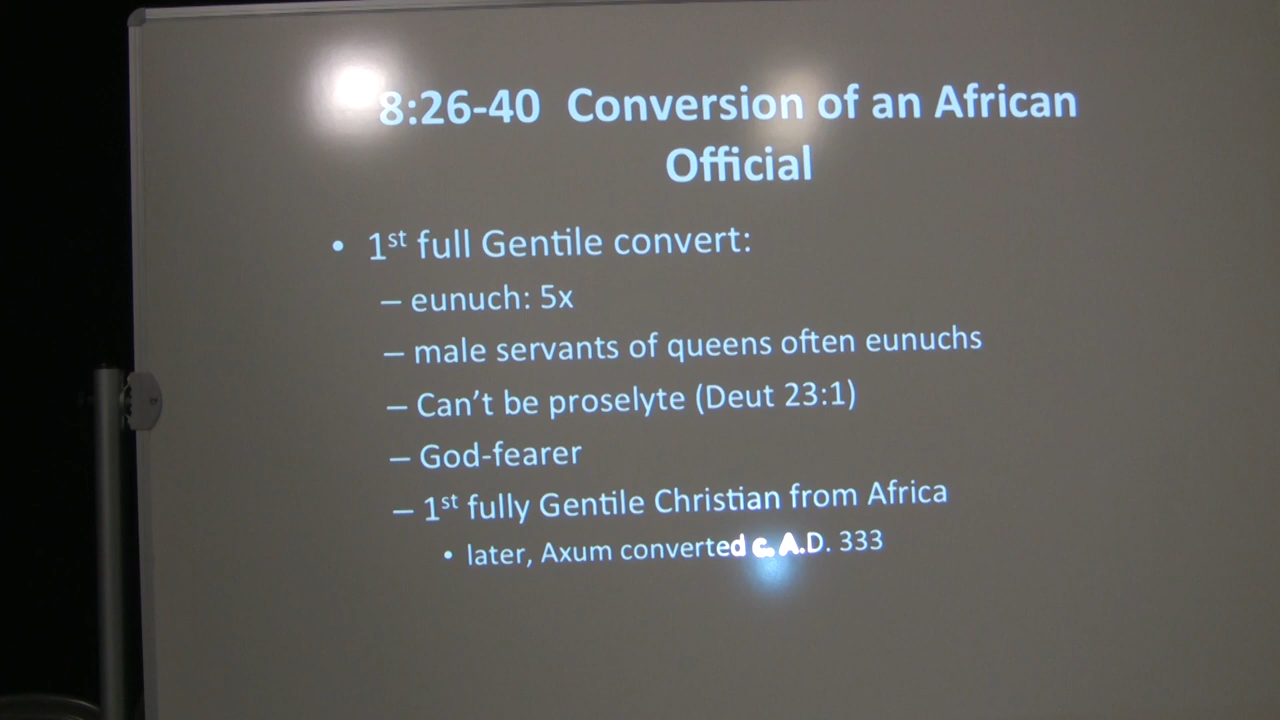 8:26-40 Conversion of an African
Official
• 1st full Gentile convert:
– eunuch: 5x
– male servants of queens often eunuchs
– Can't be proselyte (Deut 23:1)
– God-fearer
– 1st fully Gentile Christian from Africa
• later, Axum converted c. A.D. 333